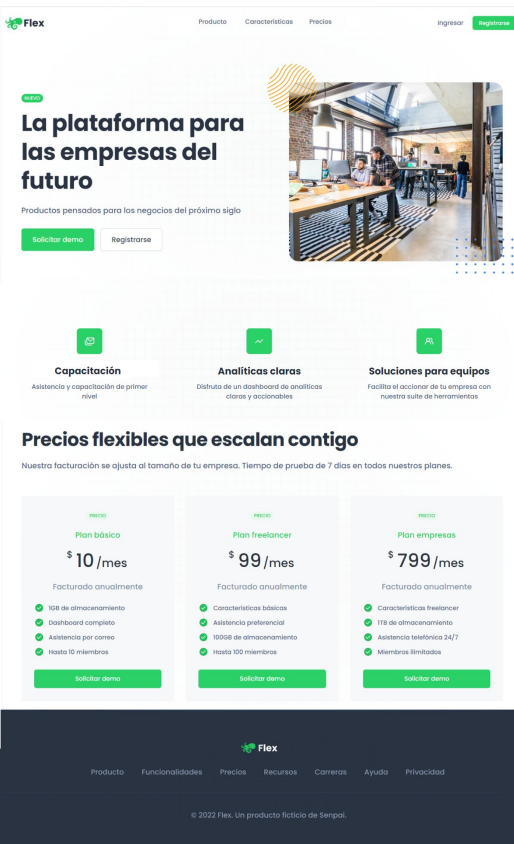 Flex
Producto Características Precios
Ingresar Registrarse
NUEVO
La plataforma para
las empresas del
futuro
Productos pensados para los negocios del próximo siglo
Solicitar demo Registrarse
Capacitación
Asistencia y capacitación de primer
nivel
Analíticas claras
Disfruta de un dashboard de analíticas
claras y accionables
Soluciones para equipos
Facilita el accionar de tu empresa con
nuestra suite de herramientas
Precios flexibles que escalan contigo
Nuestra facturación se ajusta al tamaño de tu empresa. Tiempo de prueba de 7 días en todos nuestros planes.
PRECIO
Plan básico
$ 10 /mes
Facturado anualmente
1GB de almacenamiento
Dashboard completo
Asistencia por correo
Hasta 10 miembros
Solicitar demo
PRECIO
Plan freelancer
$ 99 /mes
Facturado anualmente
Características básicas
Asistencia preferencial
100GB de almacenamiento
Hasta 100 miembros
Solicitar demo
PRECIO
Plan empresas
$ 799 /mes
Facturado anualmente
Características freelancer
1TB de almacenamiento
Asistencia telefónica 24/7
Miembros ilimitados
Solicitar demo
Flex
Producto Funcionalidades Precios Recursos Carreras Ayuda Privacidad
© 2022 Flex. Un producto ficticio de Senpai.